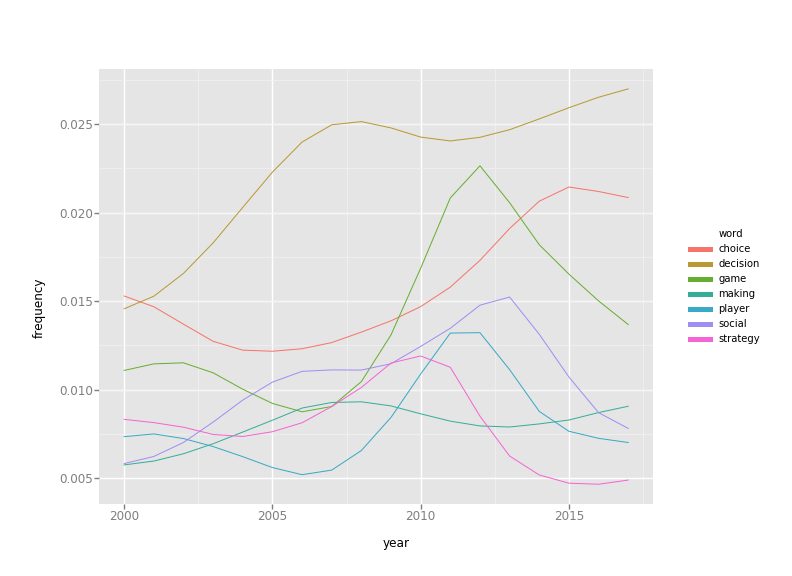 frequency
0.025
0.020
0.015
0.010
0.005
2000
2005
2010
2015
year
word
choice
decision
game
making
player
social
strategy